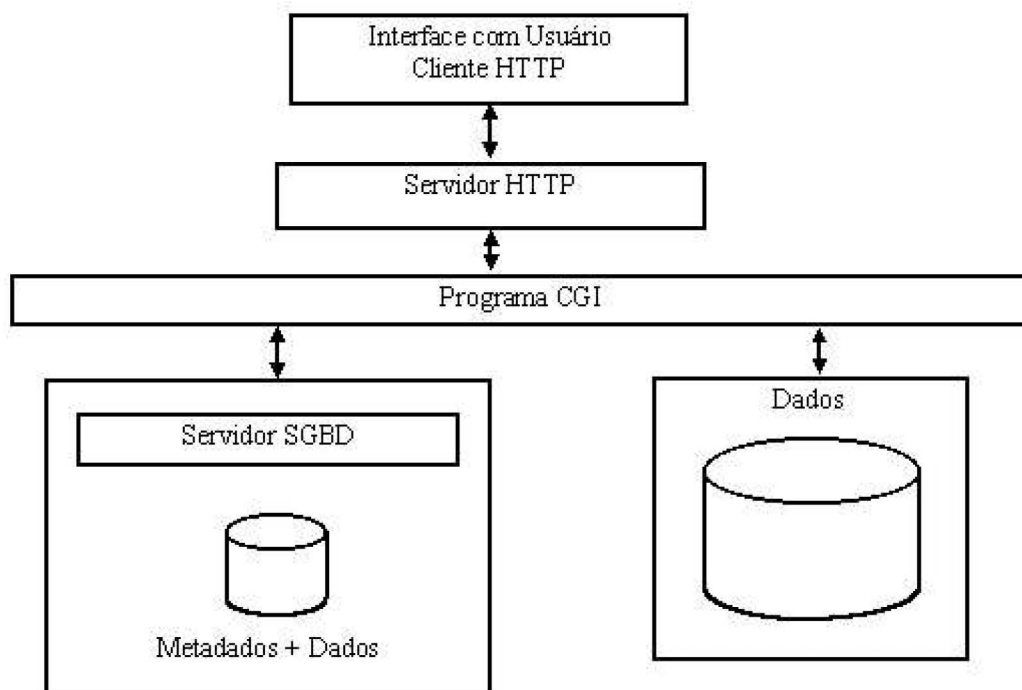 Interface com Usuário
Cliente HTTP
Servidor HTTP
Programa CGI
Servidor SGBD
Metadados + Dados
Dados